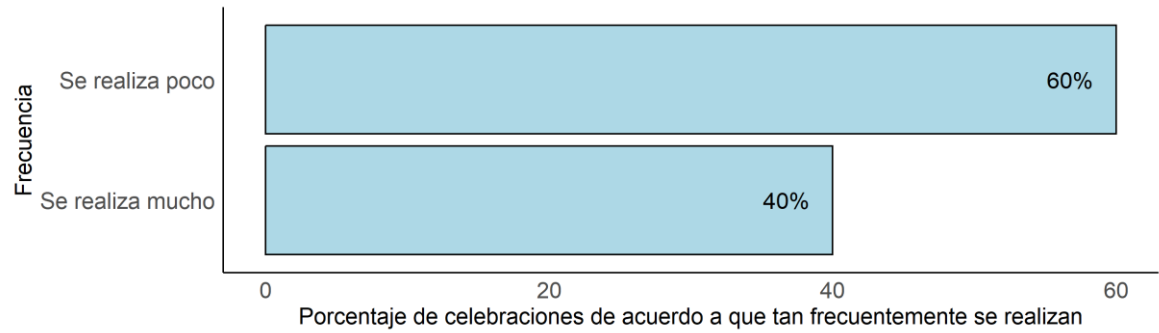 Frecuencia
Se realiza poco
60%
Se realiza mucho
40%
0 20 40 60
Porcentaje de celebraciones de acuerdo a que tan frecuentemente se realizan